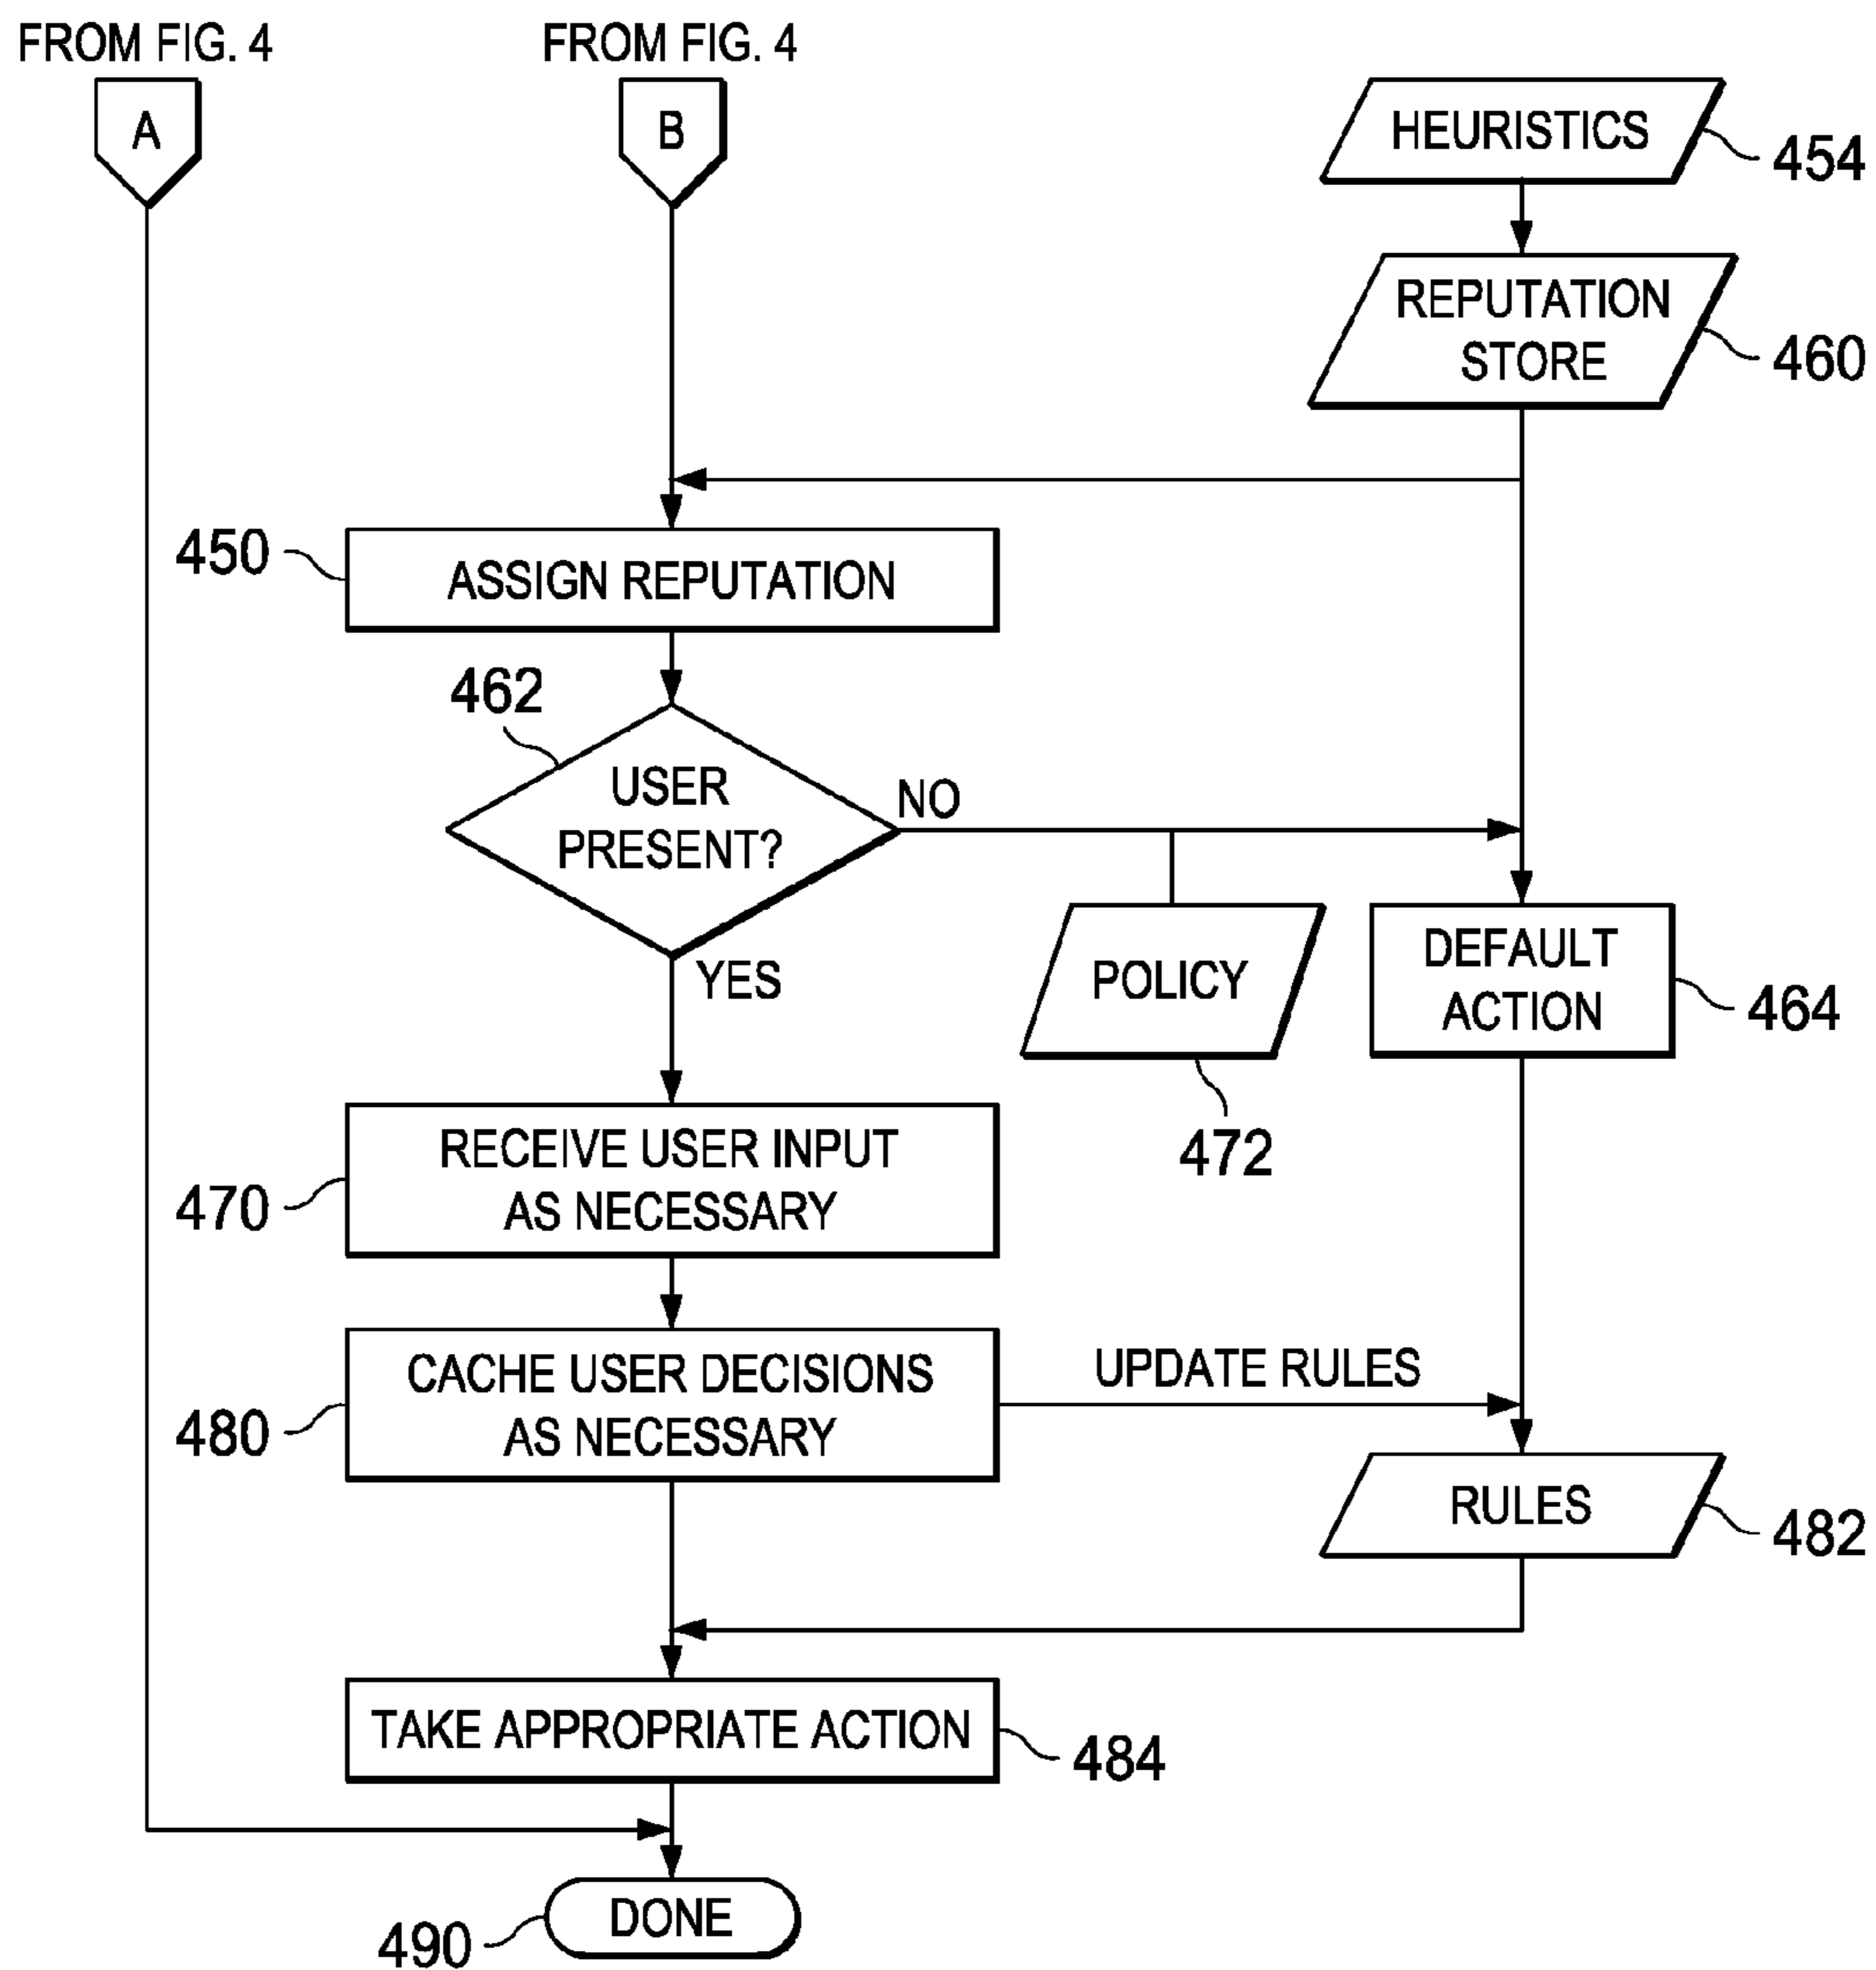 FROM FIG. 4
FROM FIG. 4
A
B
HEURISTICS
454
REPUTATION
STORE
460
450
ASSIGN REPUTATION
462
USER
PRESENT?
NO
YES
POLICY
472
DEFAULT
ACTION
464
RECEIVE USER INPUT
AS NECESSARY
470
CACHE USER DECISIONS
AS NECESSARY
480
UPDATE RULES
RULES
482
TAKE APPROPRIATE ACTION
484
DONE
490